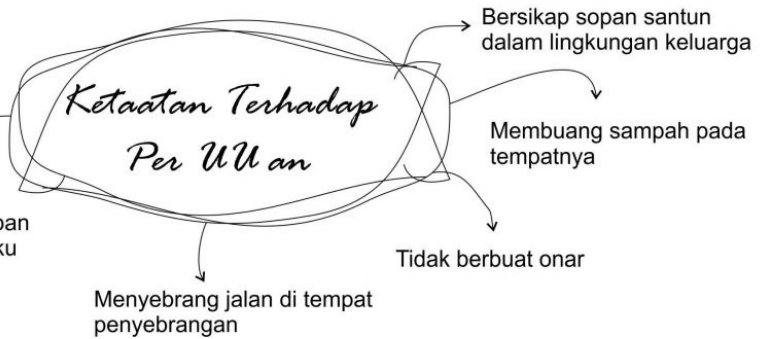 Bersikap sopan santun
dalam lingkungan keluarga
Ketaatan Terhadap
Per UU an
Membuang sampah pada
tempatnya
Tidak berbuat onar
Menyebrang jalan di tempat
penyebrangan